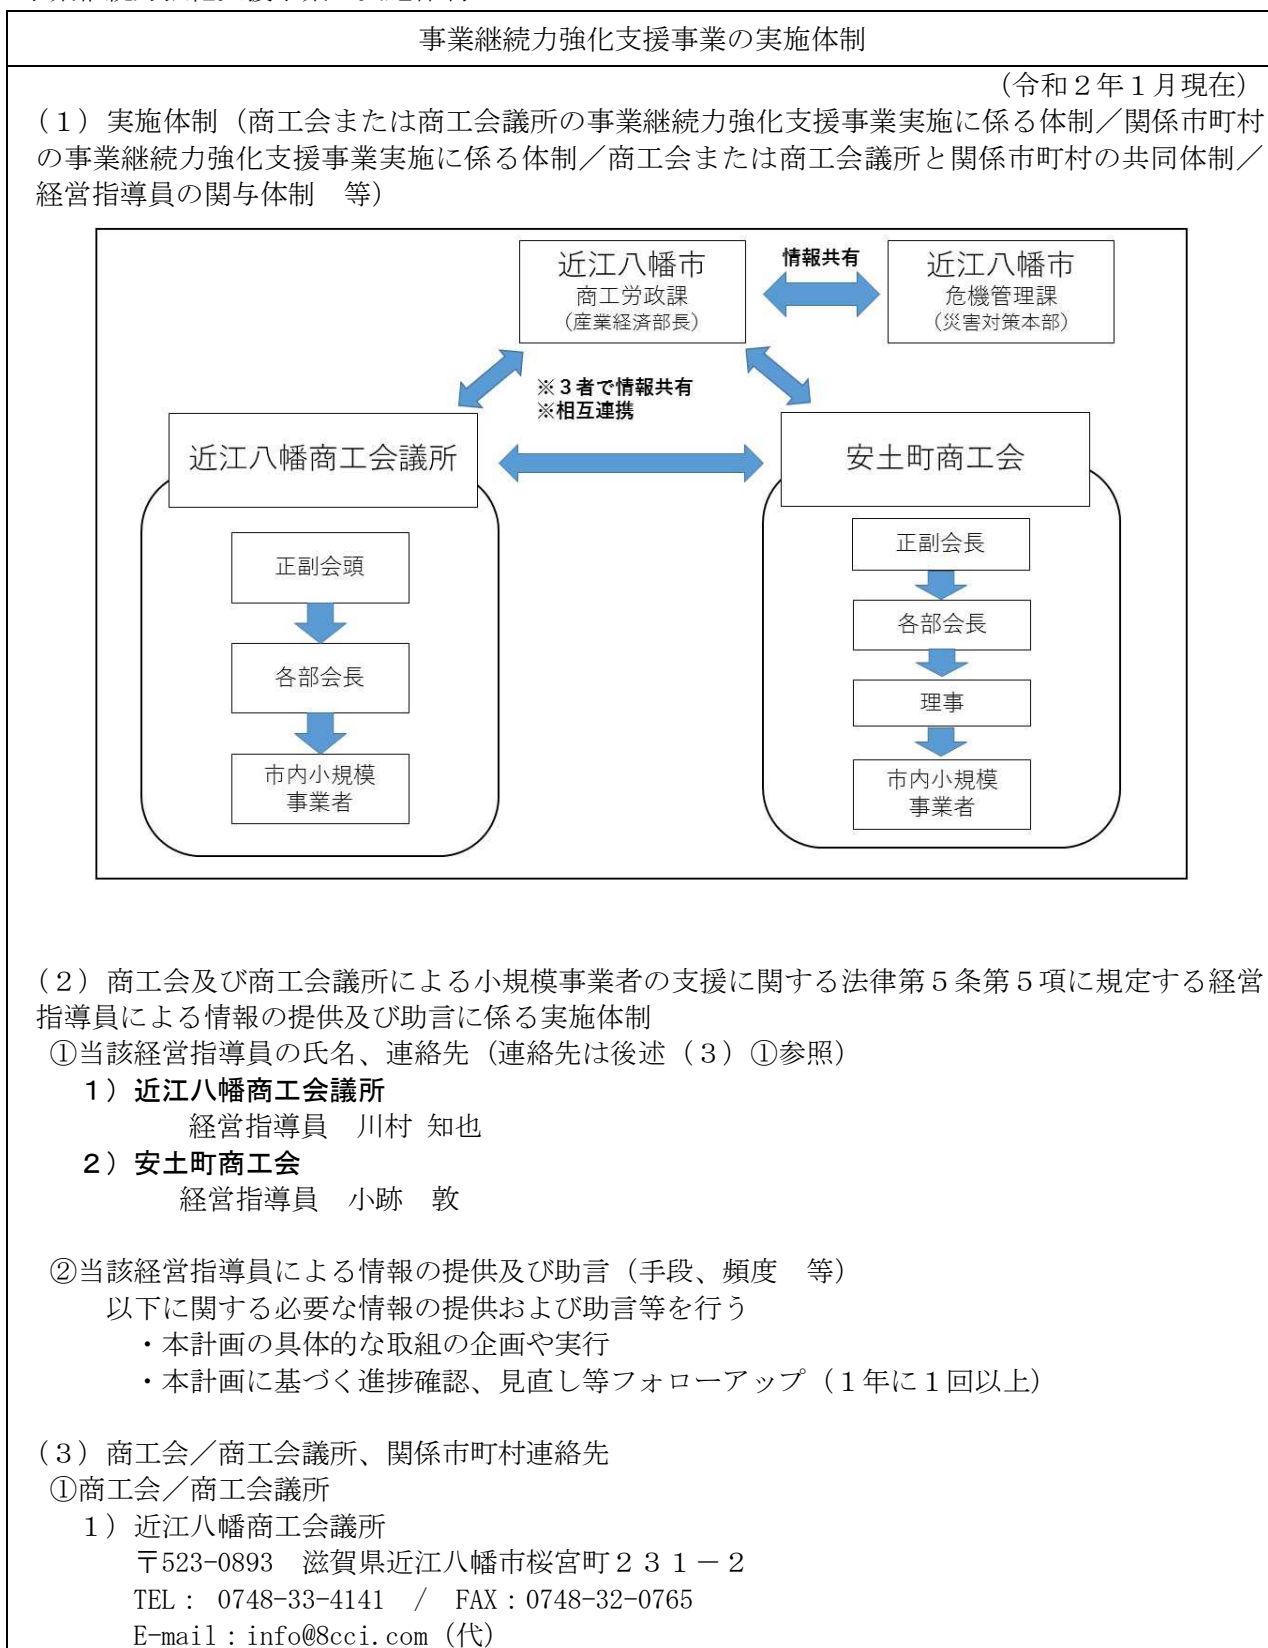 事業継続力強化支援事業の実施体制
（令和２年１月現在）
（１）実施体制（商工会または商工会議所の事業継続力強化支援事業実施に係る体制／関係市町村
の事業継続力強化支援事業実施に係る体制／商工会または商工会議所と関係市町村の共同体制／
経営指導員の関与体制　等）
近江八幡市
商工労政課
（産業経済部長）
情報共有
近江八幡市
危機管理課
（災害対策本部）
※３者で情報共有
※相互連携
近江八幡商工会議所
安土町商工会
正副会頭
各部会長
市内小規模
事業者
正副会長
各部会長
理事
市内小規模
事業者
（２）商工会及び商工会議所による小規模事業者の支援に関する法律第５条第５項に規定する経営
指導員による情報の提供及び助言に係る実施体制
①当該経営指導員の氏名、連絡先（連絡先は後述（３）①参照）
１）近江八幡商工会議所
経営指導員　川村 知也
２）安土町商工会
経営指導員　小跡　敦
②当該経営指導員による情報の提供及び助言（手段、頻度　等）
以下に関する必要な情報の提供および助言等を行う
・本計画の具体的な取組の企画や実行
・本計画に基づく進捗確認、見直し等フォローアップ（１年に１回以上）
（３）商工会／商工会議所、関係市町村連絡先
①商工会／商工会議所
１）近江八幡商工会議所
〒523-0893　滋賀県近江八幡市桜宮町２３１－２
TEL： 0748-33-4141 / FAX：0748-32-0765
E-mail：info@8cci.com（代）